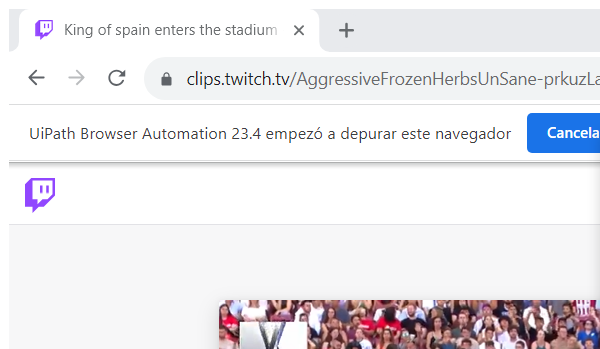 King of spain enters the stadium
clips.twitch.tv/AggressiveFrozenHerbsUnSane-prkuzLa
UiPath Browser Automation 23.4 empezó a depurar este navegador
Cancela